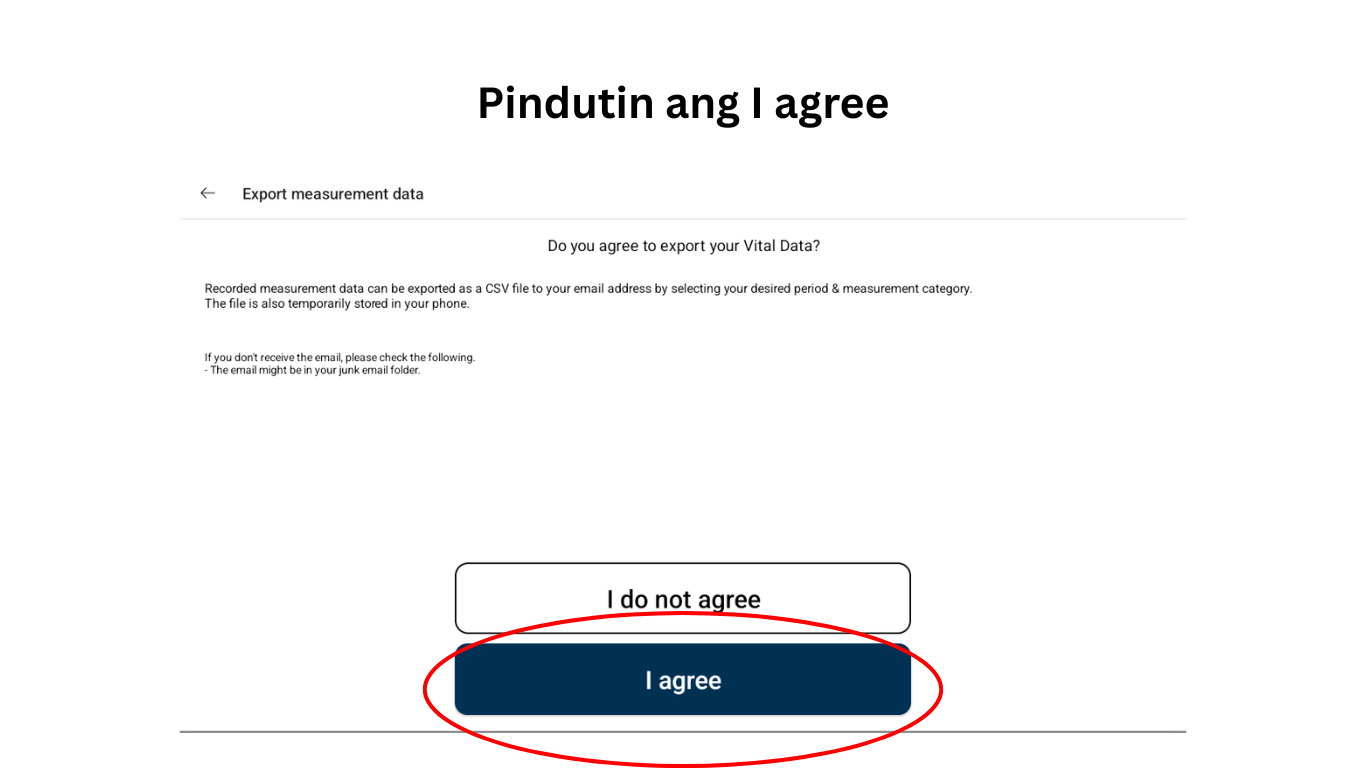 Pindutin ang I agree
Export measurement data
Do you agree to export your Vital Data?
Recorded measurement data can be exported as a CSV file to your email address by selecting your desired period & measurement category.
The file is also temporarily stored in your phone.
If you don't receive the email, please check the following.
- The email might be in your junk email folder.
I do not agree
I agree